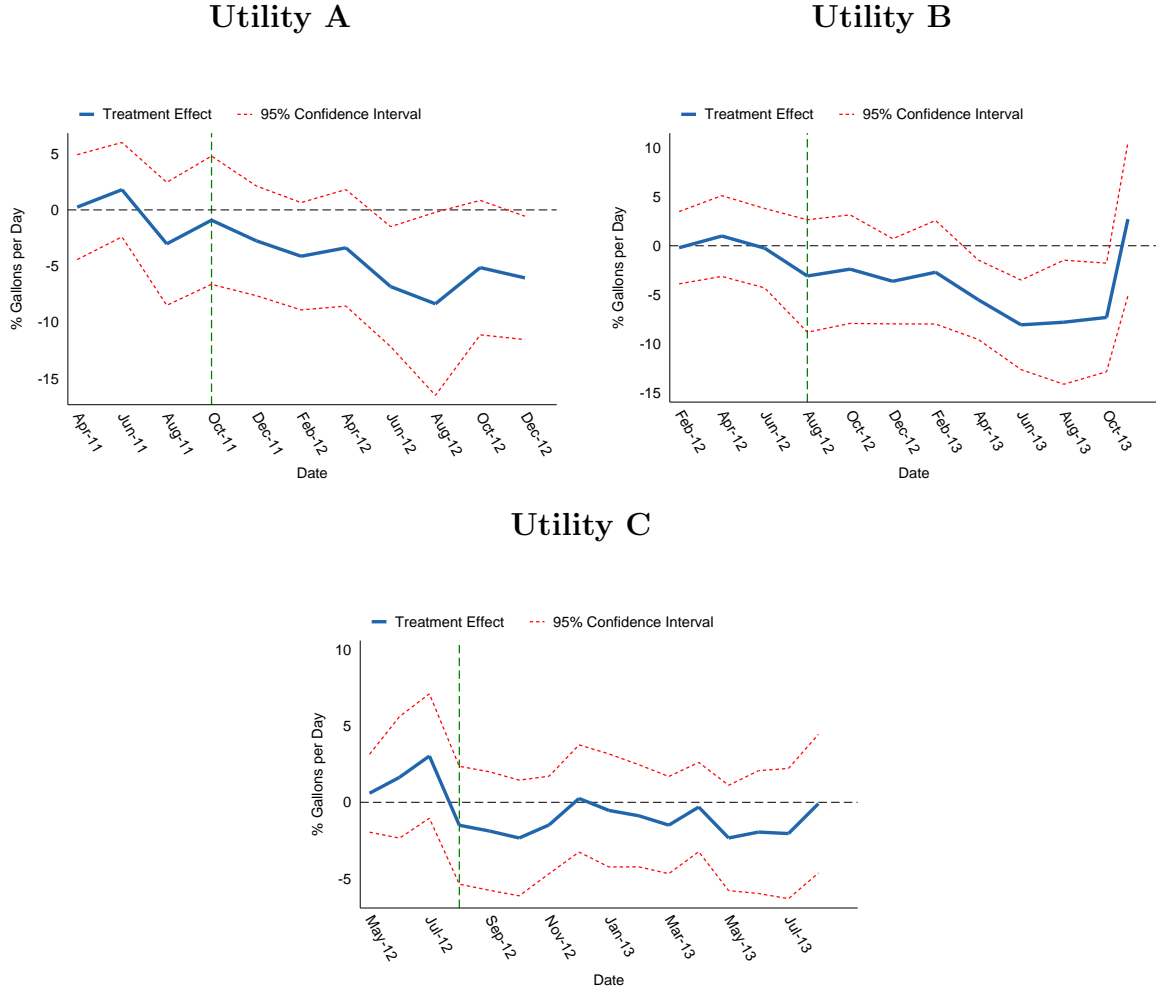 Utility A
Treatment Effect 95% Confidence Interval
% Gallons per Day
5
0
-5
-10
-15
Apr-11 Jun-11 Aug-11 Oct-11 Dec-11 Feb-12 Apr-12 Jun-12 Aug-12 Oct-12 Dec-12
Date
Utility B
Treatment Effect 95% Confidence Interval
% Gallons per Day
10
5
0
-5
-10
-15
Feb-12 Apr-12 Jun-12 Aug-12 Oct-12 Dec-12 Feb-13 Apr-13 Jun-13 Aug-13 Oct-13
Date
Utility C
Treatment Effect 95% Confidence Interval
% Gallons per Day
10
5
0
-5
May-12 Jul-12 Sep-12 Nov-12 Jan-13 Mar-13 May-13 Jul-13
Date